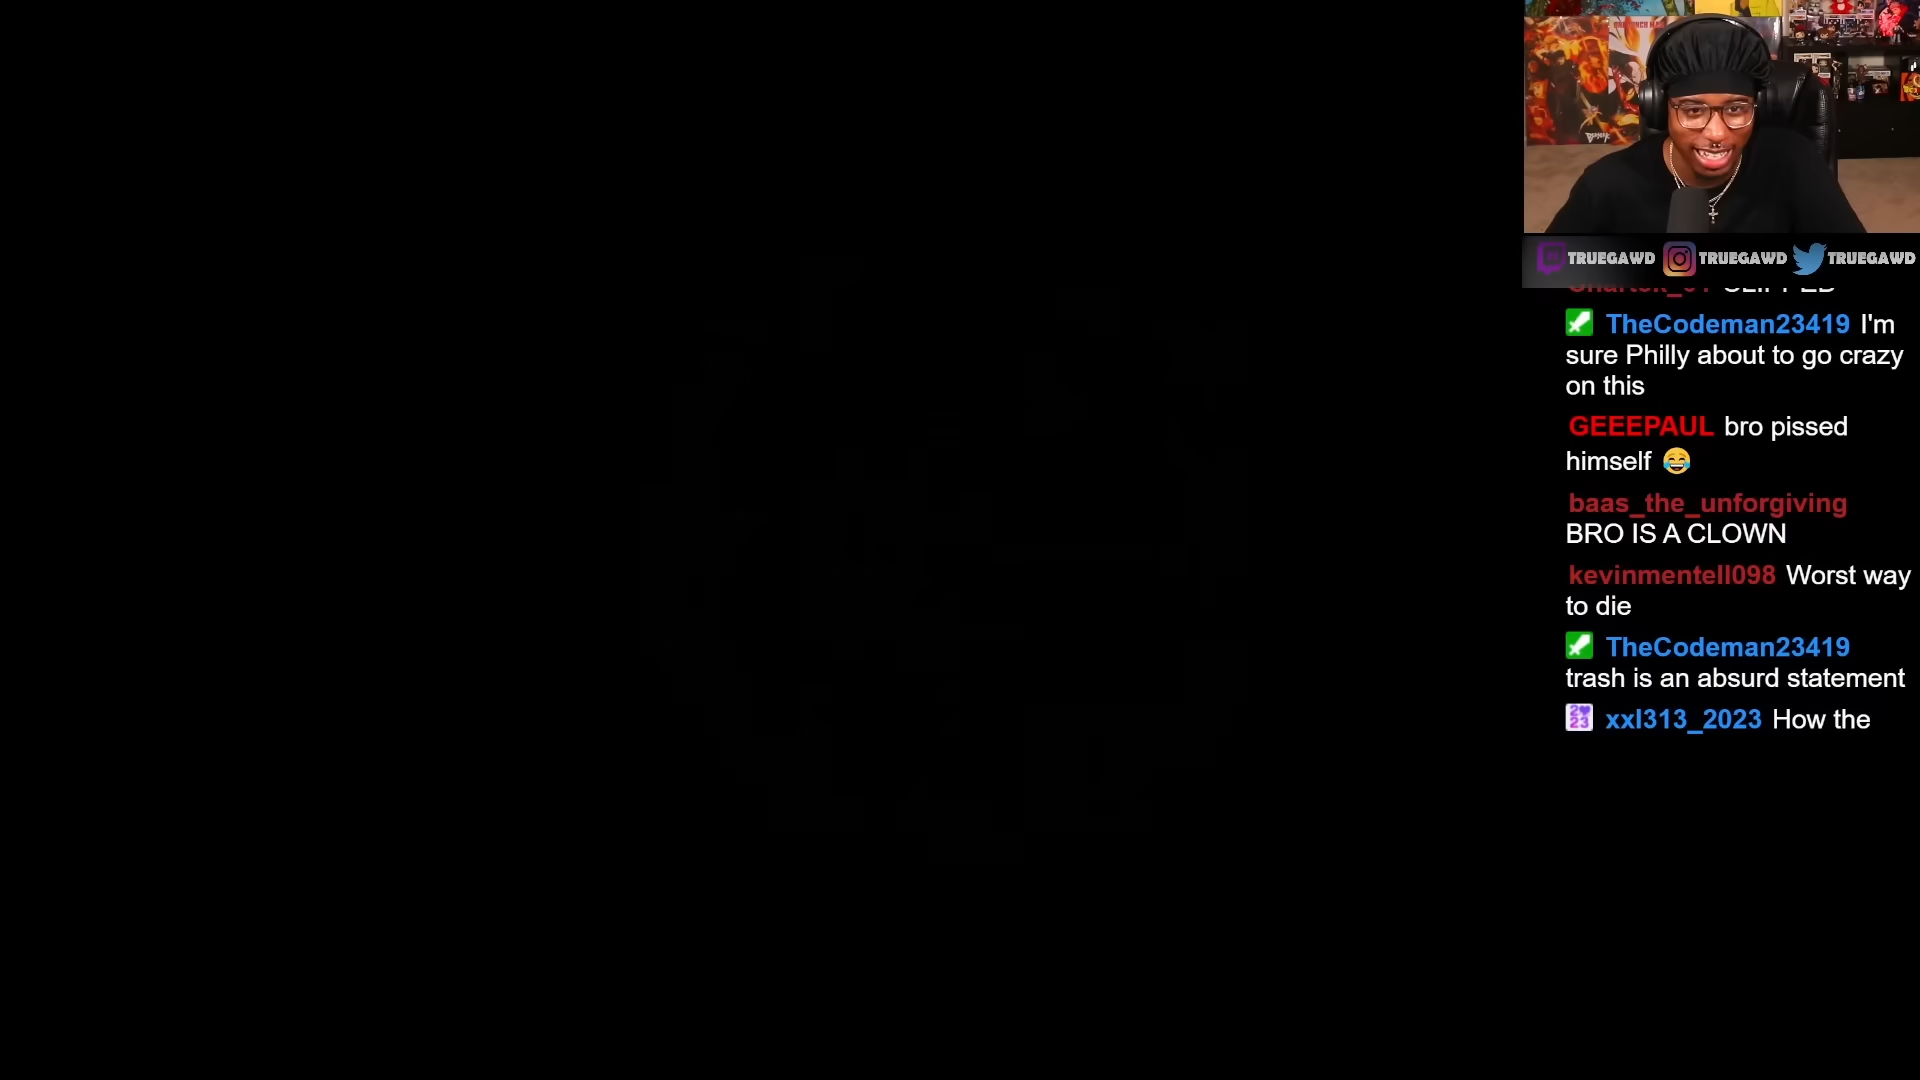 TRUEGAWD TRUEGAWD TRUEGAWD
TheCodeman23419 I'm
sure Philly about to go crazy
on this
GEEEPAUL bro pissed
himself 😂
baas_the_unforgiving
BRO IS A CLOWN
kevinmentell098 Worst way
to die
TheCodeman23419
trash is an absurd statement
xxl313_2023 How the